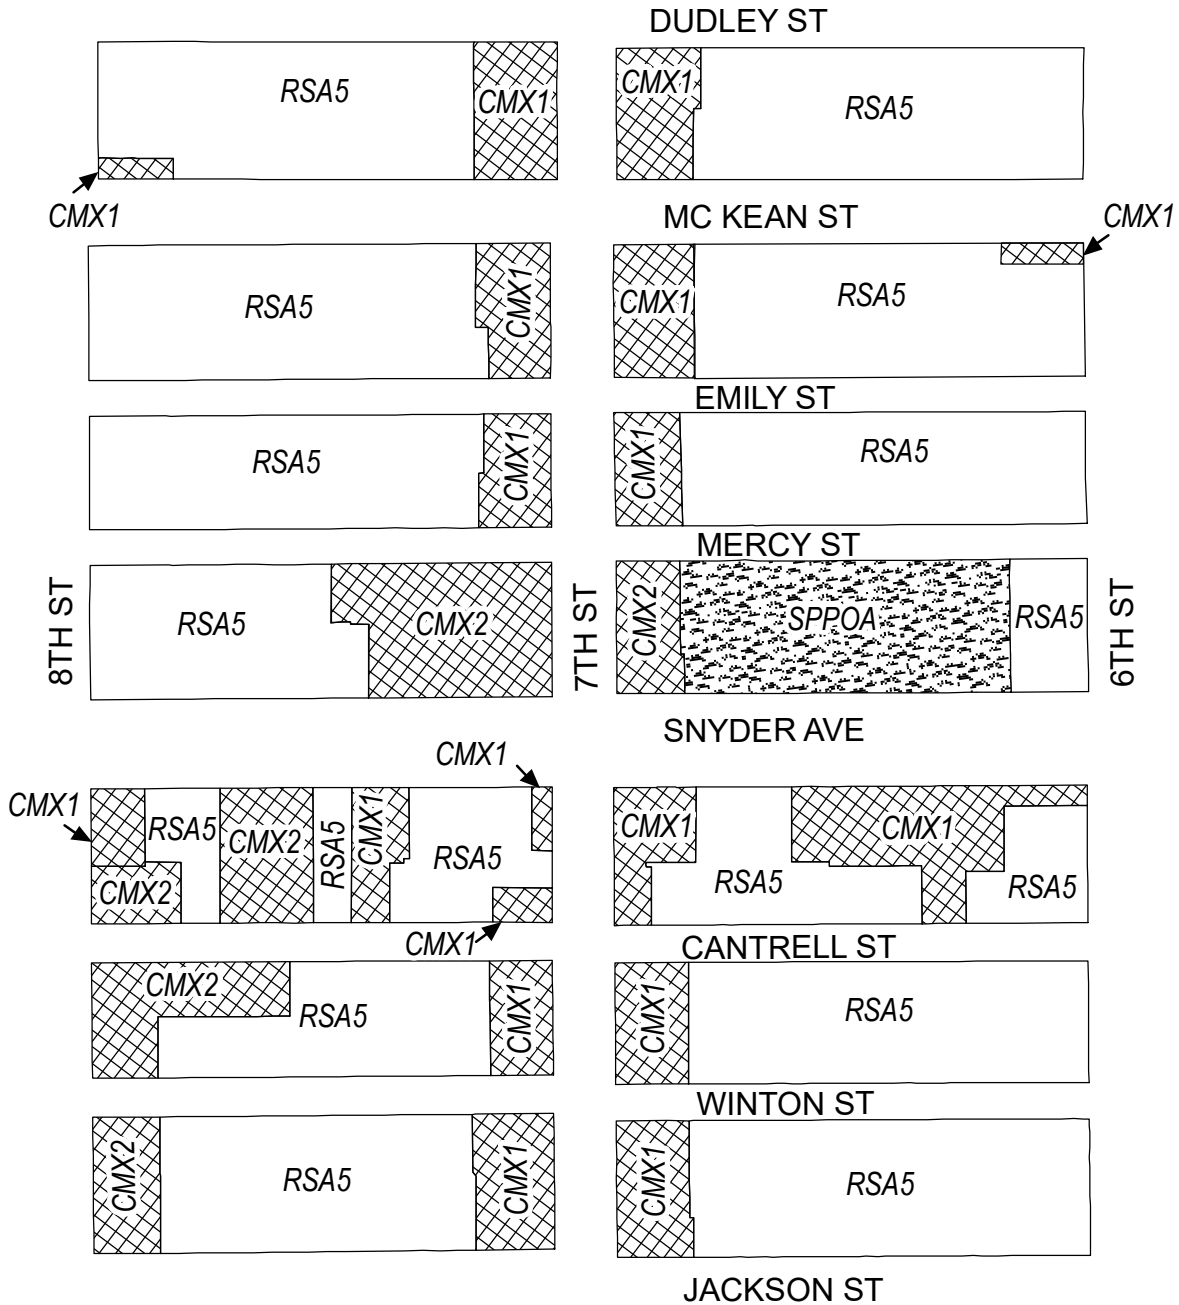 DUDLEY ST
RSA5
CMX1
CMX1
RSA5
CMX1
MC KEAN ST
CMX1
RSA5
CMX1
CMX1
RSA5
EMILY ST
RSA5
CMX1
CMX1
RSA5
MERCY ST
8TH ST
RSA5
CMX2
7TH ST
CMX2
SPPOA
RSA5
6TH ST
SNYDER AVE
CMX1
CMX1
RSA5
CMX2
CMX2
RSA5
CMX1
RSA5
CMX1
CMX1
RSA5
CMX1
RSA5
CANTRELL ST
CMX2
RSA5
CMX1
CMX1
RSA5
WINTON ST
CMX2
RSA5
CMX1
CMX1
RSA5
JACKSON ST